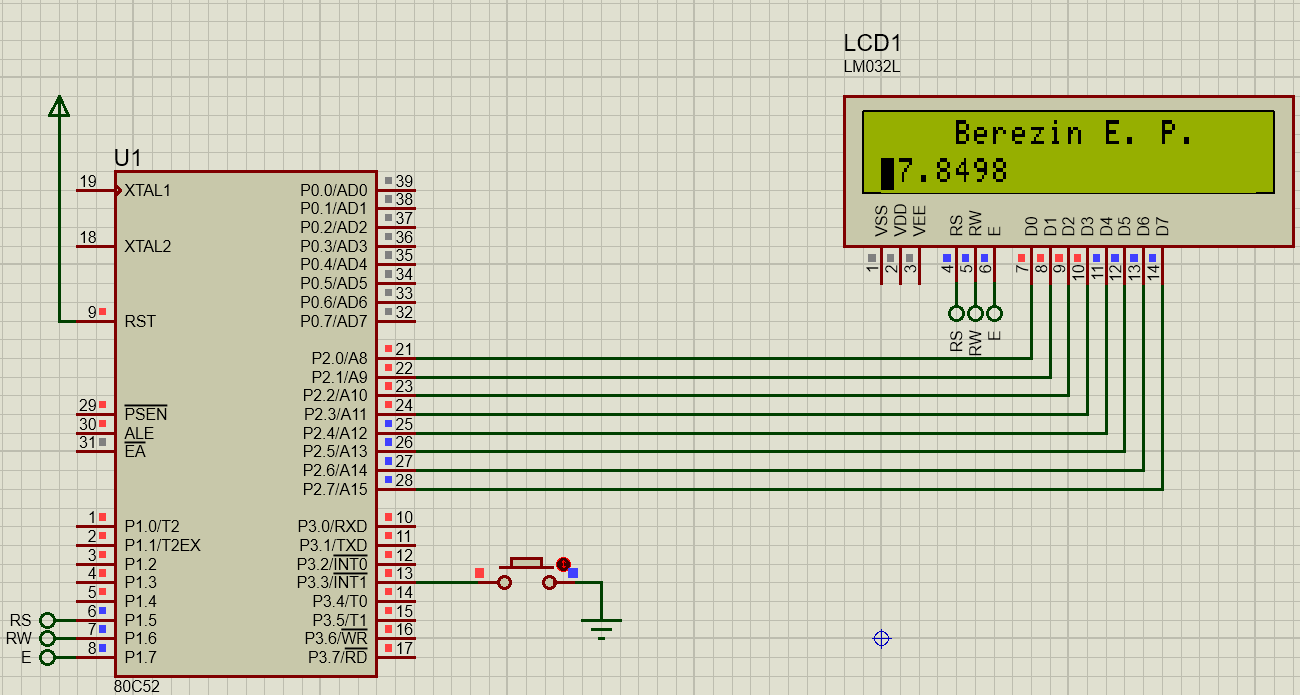 LCD1
LM032L
Berezin E. P.
7.8498
VSS VDD VEE RS RW E D0 D1 D2 D3 D4 D5 D6 D7
1 2 3 4 5 6 7 8 9 10 11 12 13 14
RS RW E
U1
19 XTAL1 P0.0/AD0 39
P0.1/AD1 38
P0.2/AD2 37
18 XTAL2 P0.3/AD3 36
P0.4/AD4 35
P0.5/AD5 34
P0.6/AD6 33
9 RST P0.7/AD7 32
P2.0/A8 21
P2.1/A9 22
P2.2/A10 23
29 PSEN P2.3/A11 24
30 ALE P2.4/A12 25
31 EA P2.5/A13 26
P2.6/A14 27
P2.7/A15 28
1 P1.0/T2 P3.0/RXD 10
2 P1.1/T2EX P3.1/TXD 11
3 P1.2 P3.2/INT0 12
4 P1.3 P3.3/INT1 13
5 P1.4 P3.4/T0 14
RS 6 P1.5 P3.5/T1 15
RW 7 P1.6 P3.6/WR 16
E 8 P1.7 P3.7/RD 17
80C52